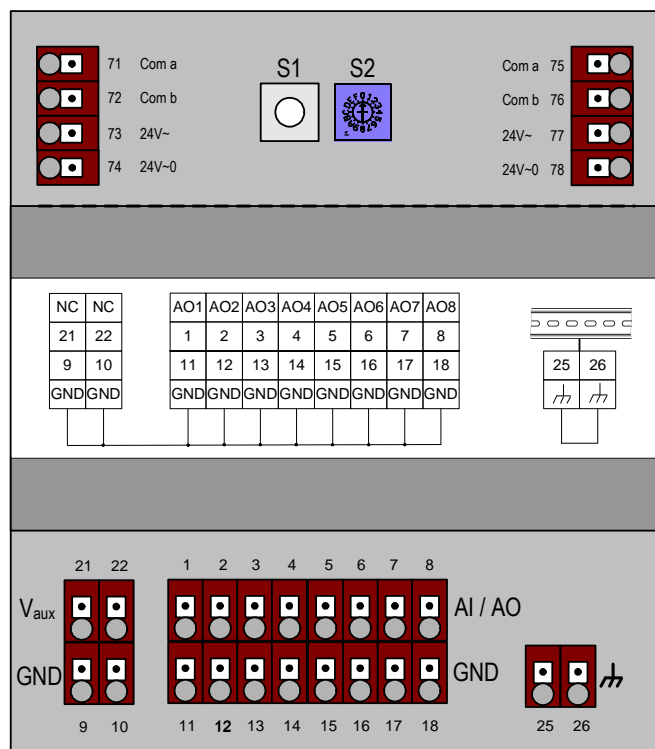 S1 S2
71 Com a
72 Com b
73 24V~
74 24V~0
Com a 75
Com b 76
24V~ 77
24V~0 78
NC NC AO1 AO2 AO3 AO4 AO5 AO6 AO7 AO8
21 22 1 2 3 4 5 6 7 8
9 10 11 12 13 14 15 16 17 18 25 26
GND GND GND GND GND GND GND GND GND GND
21 22 1 2 3 4 5 6 7 8
Vaux AI / AO
GND GND
9 10 11 12 13 14 15 16 17 18 25 26